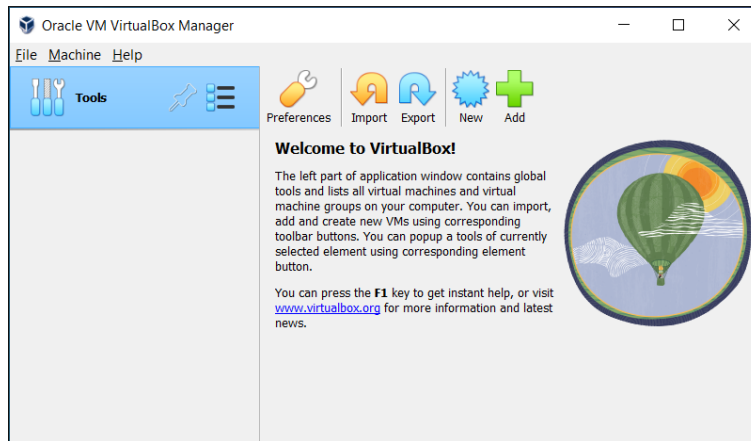 Oracle VM VirtualBox Manager
File Machine Help
Tools
Preferences Import Export New Add
Welcome to VirtualBox!
The left part of application window contains global
tools and lists all virtual machines and virtual
machine groups on your computer. You can import,
add and create new VMs using corresponding
toolbar buttons. You can popup a tools of currently
selected element using corresponding element
button.
You can press the F1 key to get instant help, or visit
www.virtualbox.org for more information and latest
news.